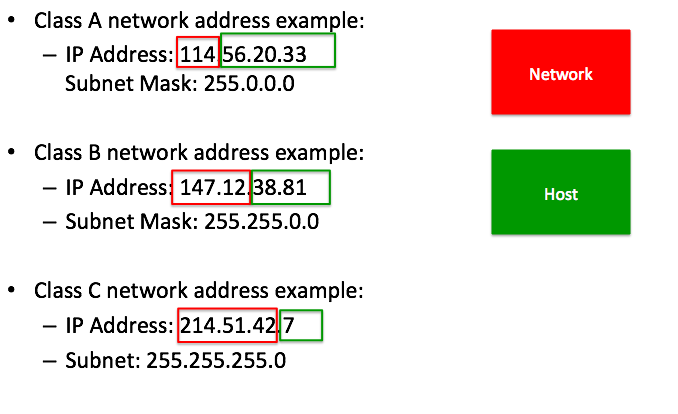 • Class A network address example:
– IP Address: 114.56.20.33
Subnet Mask: 255.0.0.0
• Class B network address example:
– IP Address: 147.12.38.81
– Subnet Mask: 255.255.0.0
• Class C network address example:
– IP Address: 214.51.42.7
– Subnet: 255.255.255.0
Network
Host